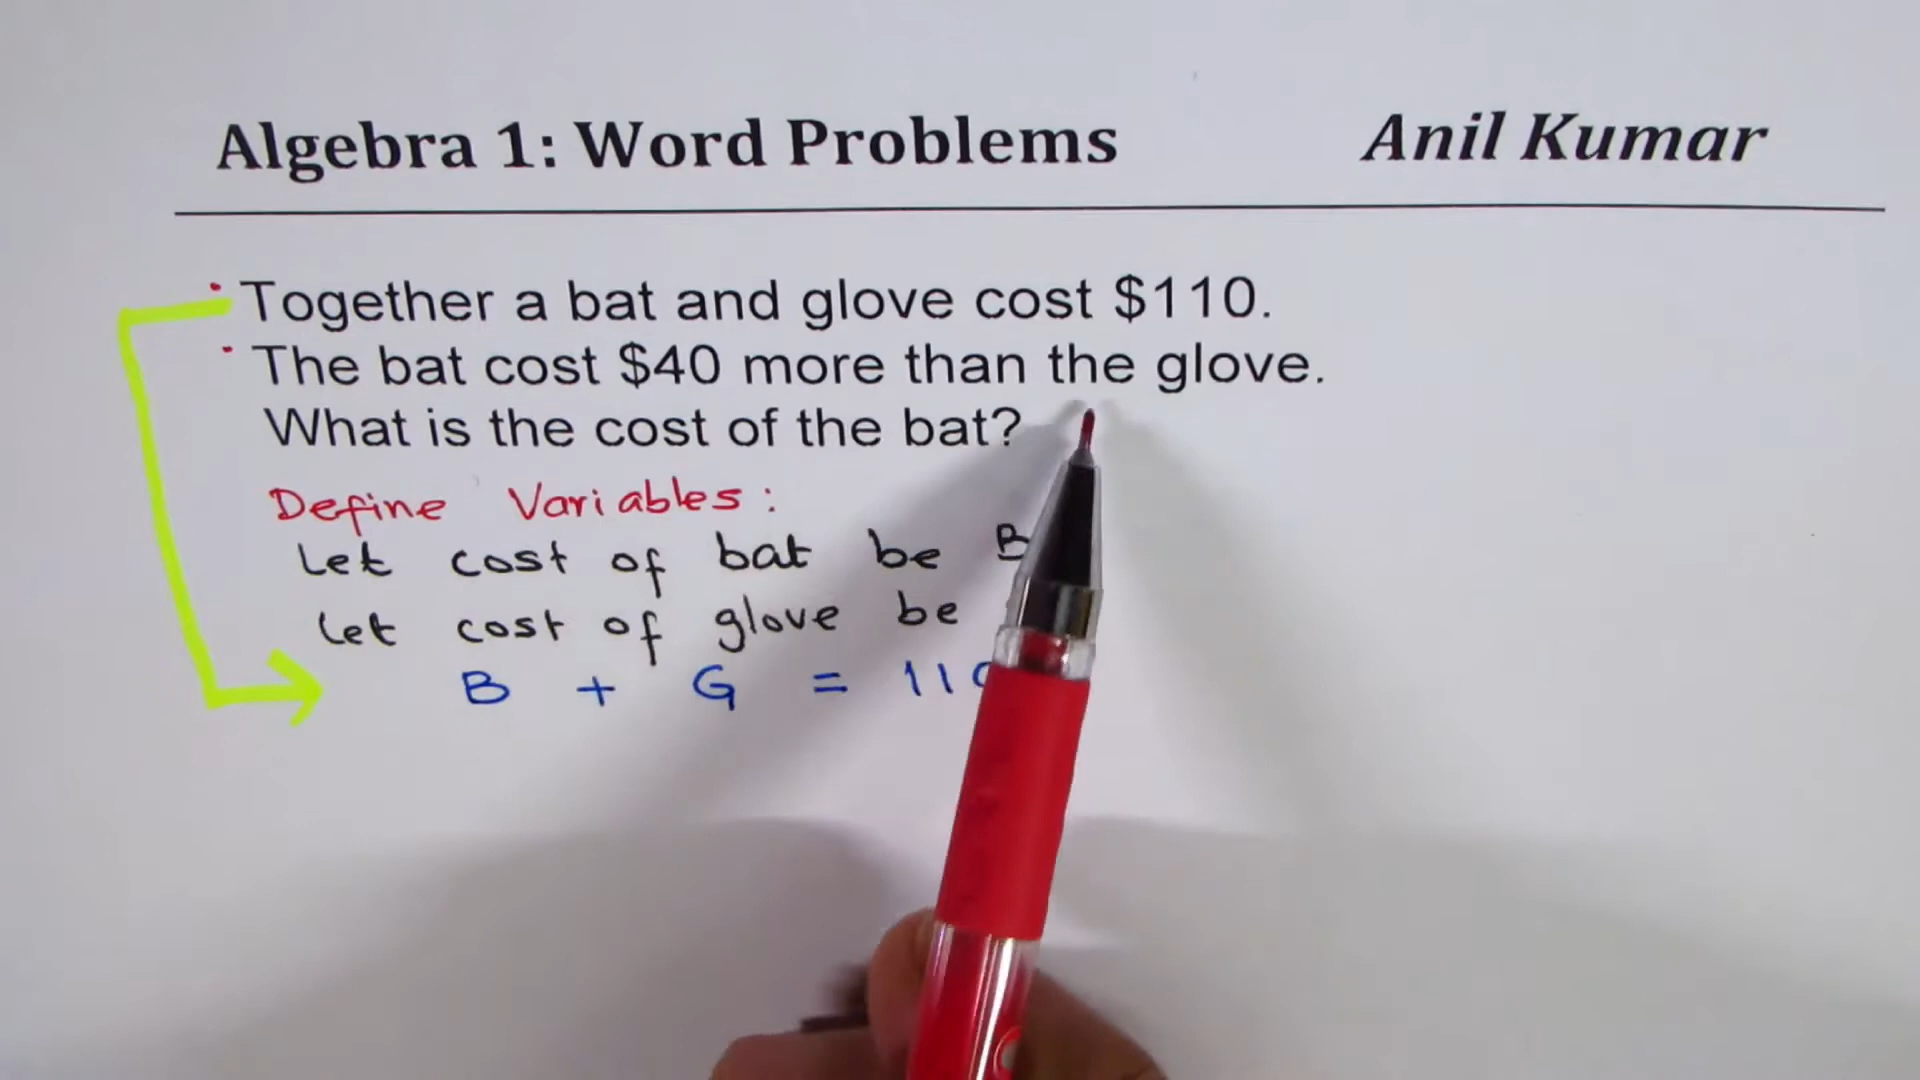 Algebra 1: Word Problems Anil Kumar
Together a bat and glove cost $110.
The bat cost $40 more than the glove.
What is the cost of the bat?
Define Variables:
Let cost of bat be B
Let cost of glove be
B + G = 110